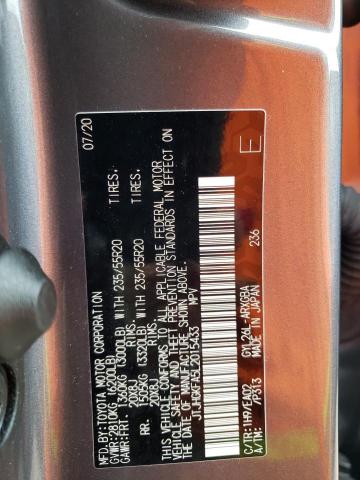 MFD.BY:TOYOTA MOTOR CORPORATION 07/20
GAWR:FRT. 1360KG (3000LB) WITH 235/55R20 TIRES.
20X8J RIMS.
RR. 1505KG (3320LB) WITH 235/55R20 TIRES.
20X8J RIMS
THIS VEHICLE CONFORMS TO ALL APPLICABLE FEDERAL MOTOR
VEHICLE SAFETY AND THEFT PREVENTION STANDARDS IN EFFECT ON
THE DATE OF MANUFACTURE SHOWN ABOVE.
MPV
236
C/TR:1H9/EA02 GYL26L-ARXGBA
A/TM: /P313 MADE IN JAPAN
E